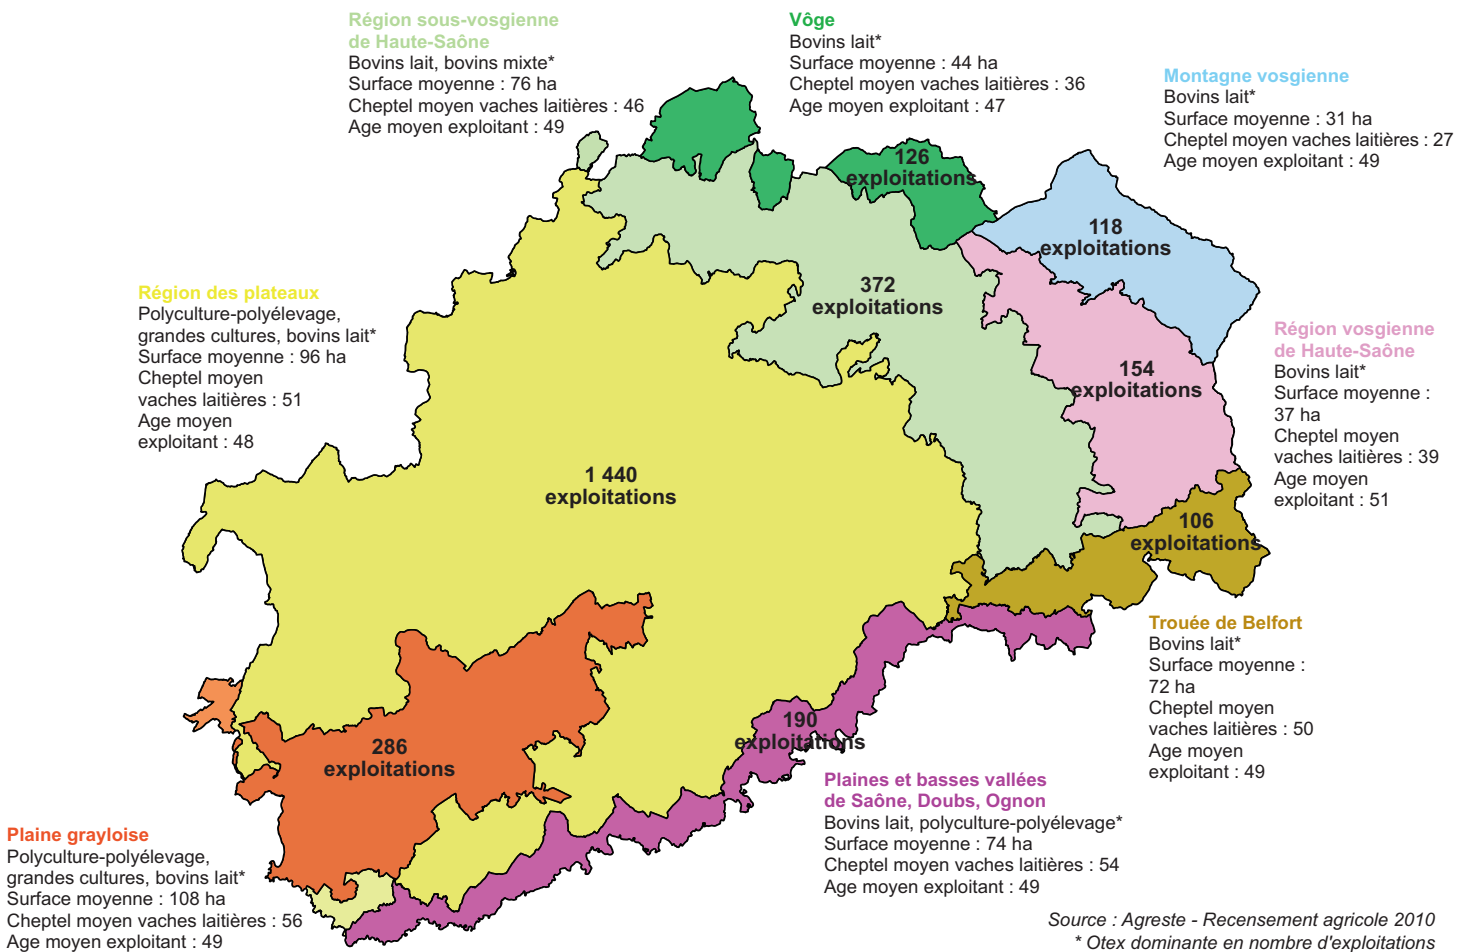 Région sous-vosgienne
de Haute-Saône
Bovins lait, bovins mixte*
Surface moyenne : 76 ha
Cheptel moyen vaches laitières : 46
Age moyen exploitant : 49
Vôge
Bovins lait*
Surface moyenne : 44 ha
Cheptel moyen vaches laitières : 36
Age moyen exploitant : 47
Montagne vosgienne
Bovins lait*
Surface moyenne : 31 ha
Cheptel moyen vaches laitières : 27
Age moyen exploitant : 49
126
exploitations
118
exploitations
372
exploitations
Région des plateaux
Polyculture-polyélevage,
grandes cultures, bovins lait*
Surface moyenne : 96 ha
Cheptel moyen
vaches laitières : 51
Age moyen
exploitant : 48
154
exploitations
Région vosgienne
de Haute-Saône
Bovins lait*
Surface moyenne :
37 ha
Cheptel moyen
vaches laitières : 39
Age moyen
exploitant : 51
1 440
exploitations
106
exploitations
Trouée de Belfort
Bovins lait*
Surface moyenne :
72 ha
Cheptel moyen
vaches laitières : 50
Age moyen
exploitant : 49
190
exploitations
286
exploitations
Plaines et basses vallées
de Saône, Doubs, Ognon
Bovins lait, polyculture-polyélevage*
Surface moyenne : 74 ha
Cheptel moyen vaches laitières : 54
Age moyen exploitant : 49
Plaine grayloise
Polyculture-polyélevage,
grandes cultures, bovins lait*
Surface moyenne : 108 ha
Cheptel moyen vaches laitières : 56
Age moyen exploitant : 49
Source : Agreste - Recensement agricole 2010
* Otex dominante en nombre d'exploitations